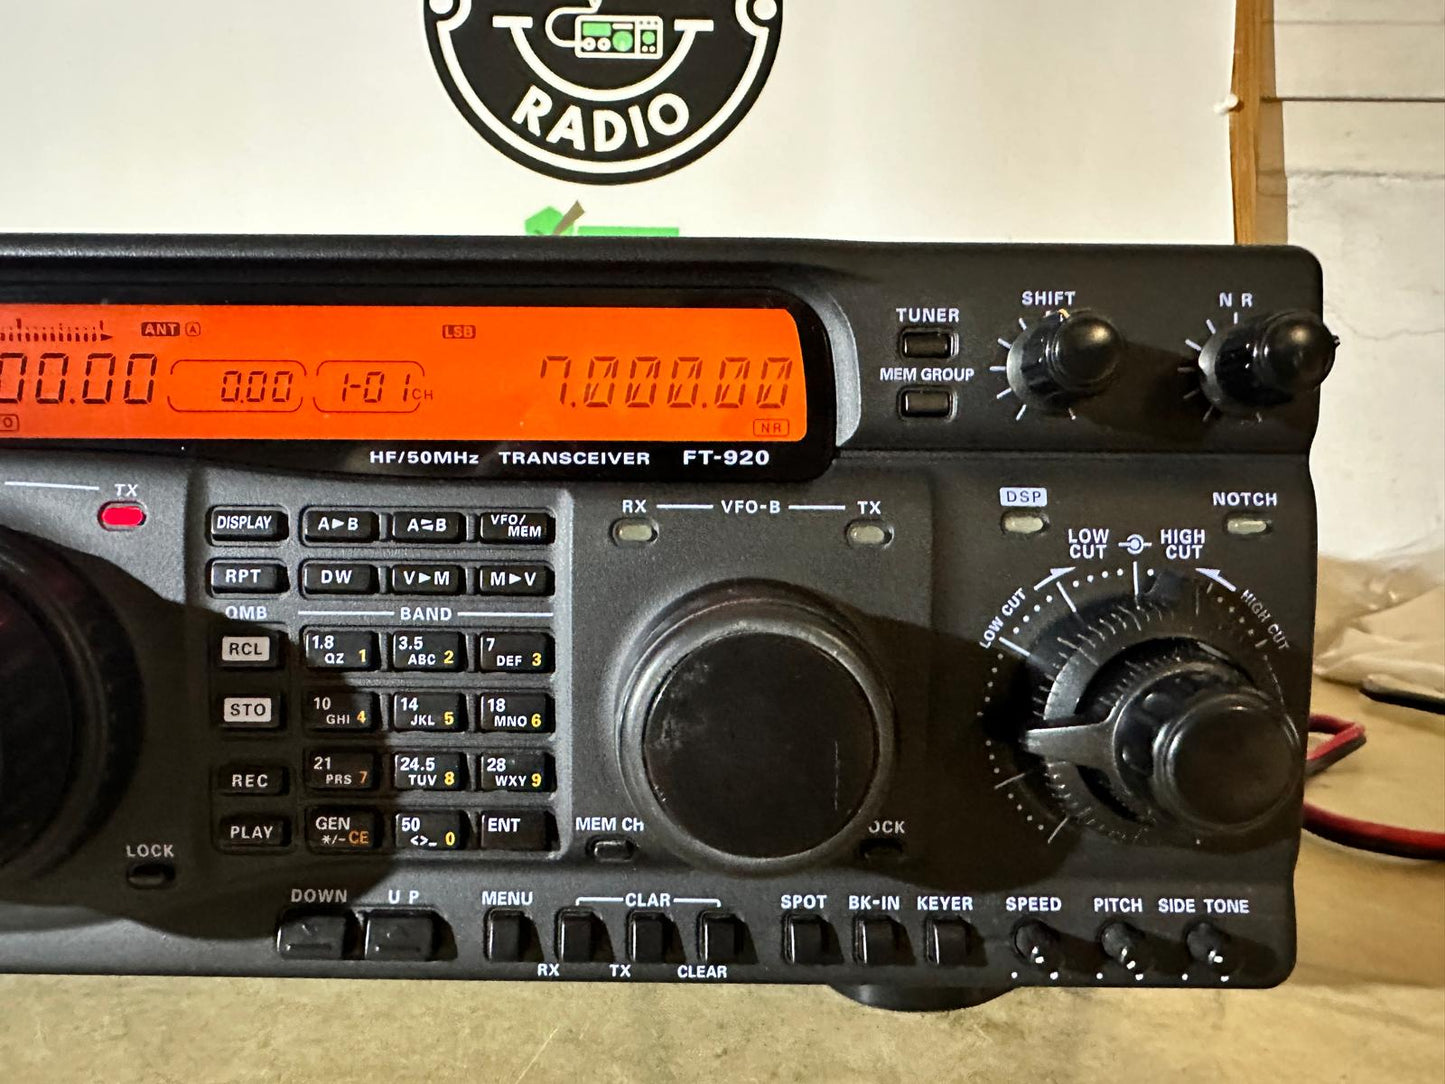 RADIO
ANT A
LSB
00.00
0.00
1-01 CH
7.000.00
NR
HF/50MHz TRANSCEIVER FT-920
TUNER
MEM GROUP
SHIFT
N R
TX
DISPLAY
A►B
A⇆B
VFO/
MEM
RPT
DW
V►M
M►V
QMB
BAND
RCL
1.8
QZ 1
3.5
ABC 2
7
DEF 3
STO
10
GHI 4
14
JKL 5
18
MNO 6
REC
21
PRS 7
24.5
TUV 8
28
WXY 9
PLAY
GEN
*/- CE
50
<>_ 0
ENT
LOCK
RX VFO-B TX
MEM CH
OCK
DSP
NOTCH
LOW
CUT
HIGH
CUT
LOW CUT
HIGH CUT
DOWN
UP
MENU
CLAR
RX
TX
CLEAR
SPOT
BK-IN
KEYER
SPEED
PITCH
SIDE TONE